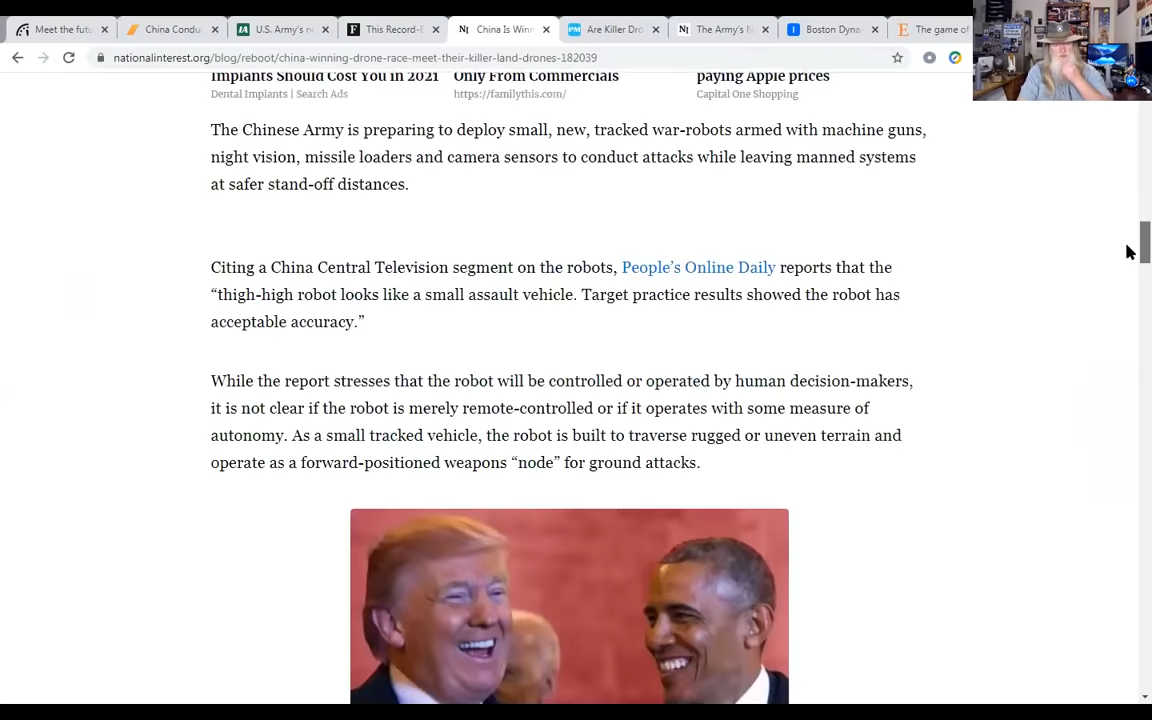 Meet the futu
China Condu
U.S. Army's n
This Record-E
China Is Winn
Are Killer Dro
The Army's N
Boston Dyna
The game of
nationalinterest.org/blog/reboot/china-winning-drone-race-meet-their-killer-land-drones-182039
Implants Should Cost You in 2021
Only From Commercials
paying Apple prices
Dental Implants | Search Ads
https://familythis.com/
Capital One Shopping
The Chinese Army is preparing to deploy small, new, tracked war-robots armed with machine guns,
night vision, missile loaders and camera sensors to conduct attacks while leaving manned systems
at safer stand-off distances.
Citing a China Central Television segment on the robots, People's Online Daily reports that the
“thigh-high robot looks like a small assault vehicle. Target practice results showed the robot has
acceptable accuracy.”
While the report stresses that the robot will be controlled or operated by human decision-makers,
it is not clear if the robot is merely remote-controlled or if it operates with some measure of
autonomy. As a small tracked vehicle, the robot is built to traverse rugged or uneven terrain and
operate as a forward-positioned weapons “node” for ground attacks.